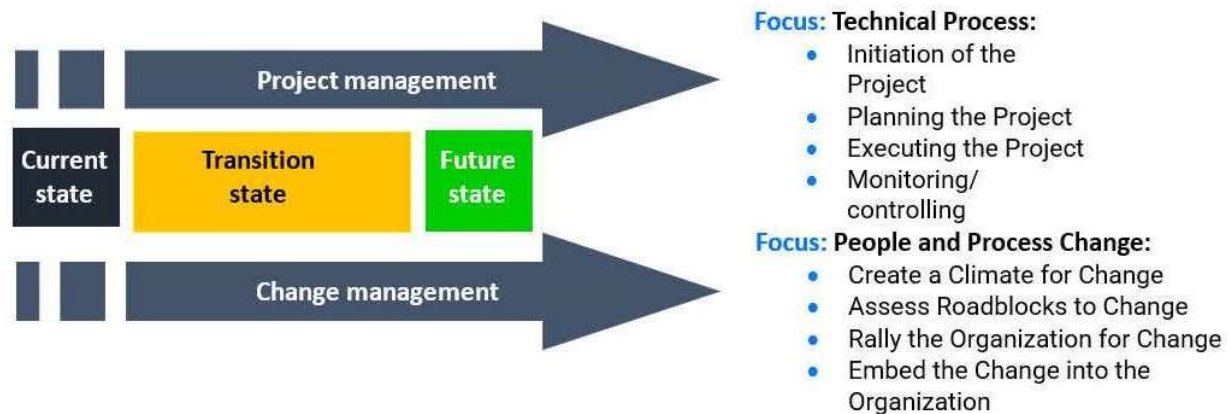 Project management
Current
state
Transition
state
Future
state
Change management
Focus: Technical Process:
Initiation of the
Project
Planning the Project
Executing the Project
Monitoring/
controlling
Focus: People and Process Change:
Create a Climate for Change
Assess Roadblocks to Change
Rally the Organization for Change
Embed the Change into the
Organization